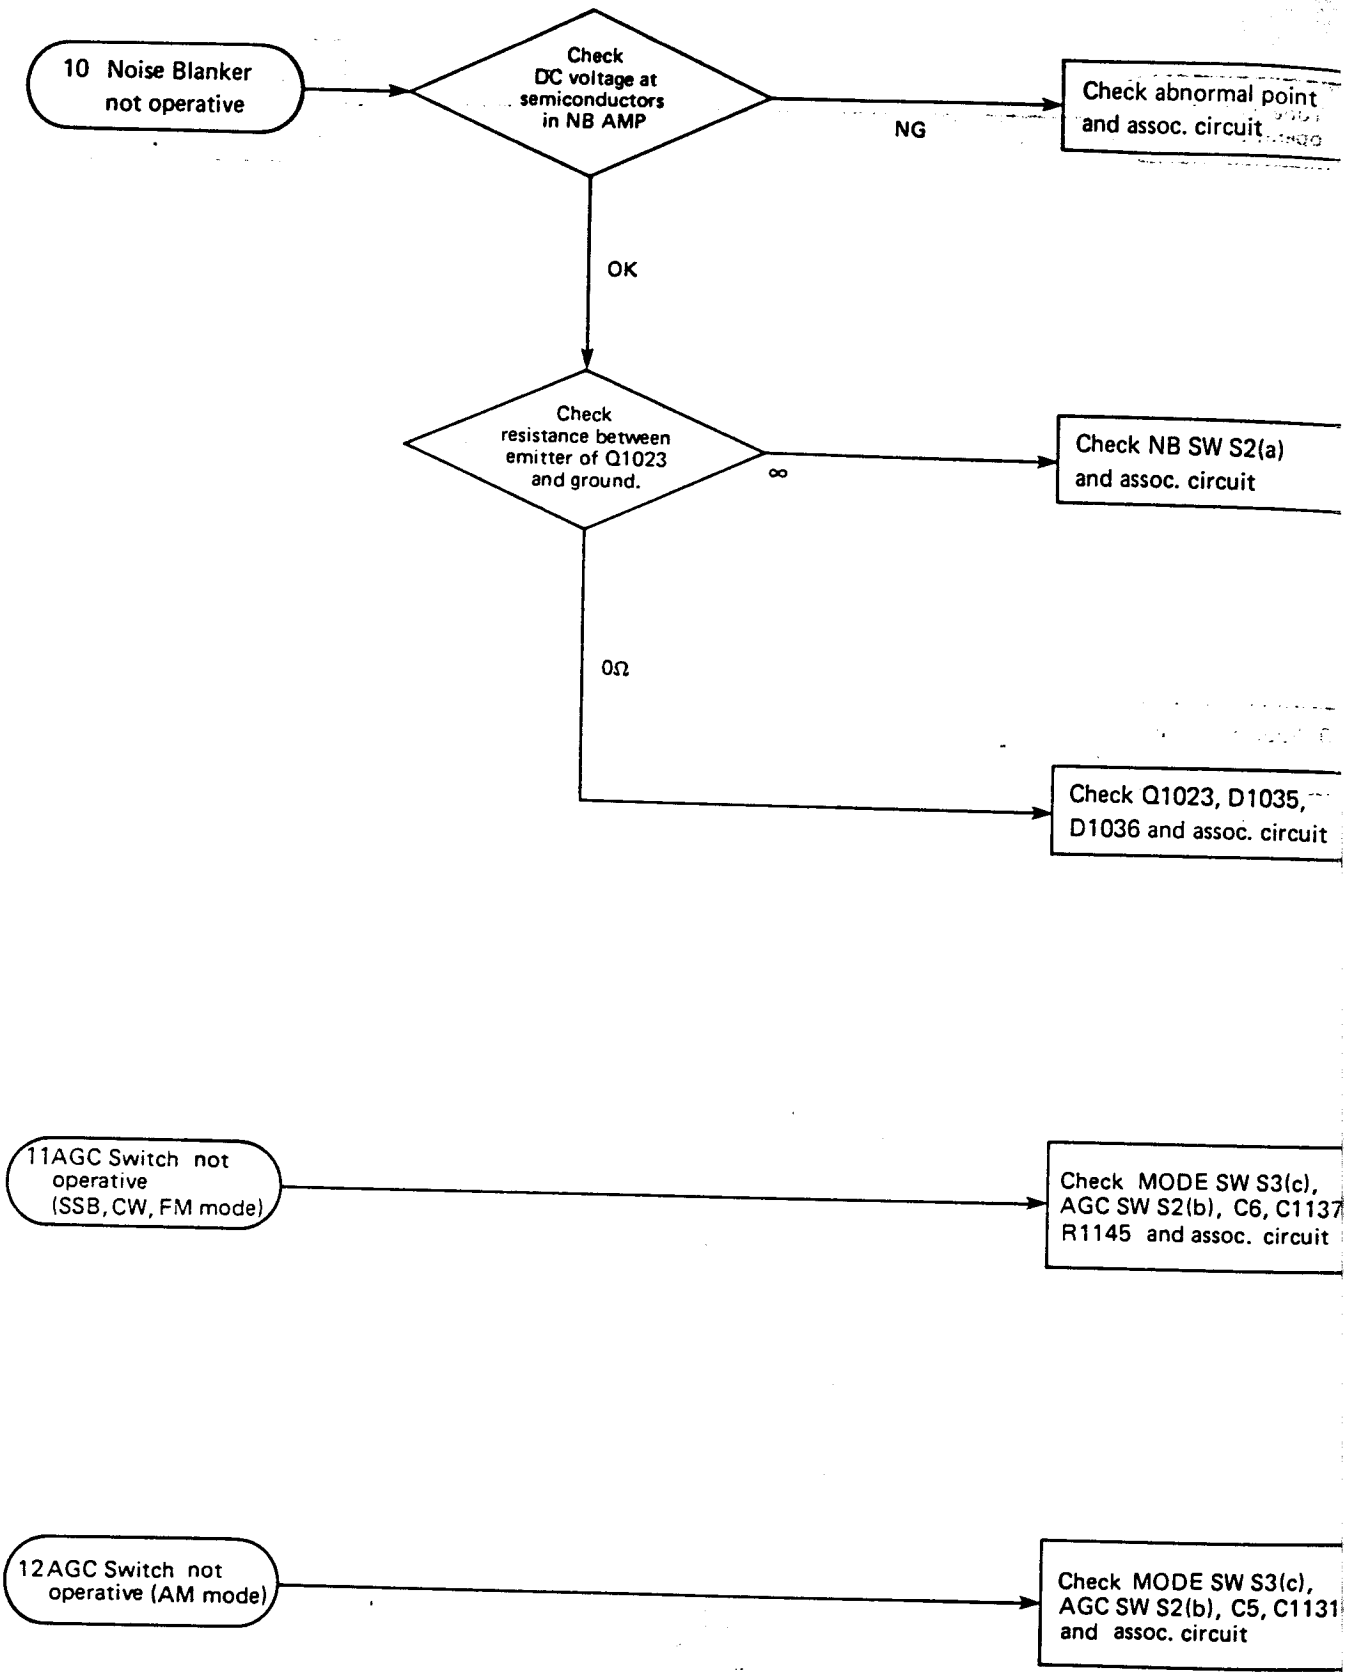 10 Noise Blanker
not operative
Check
DC voltage at
semiconductors
in NB AMP
NG
Check abnormal point
and assoc. circuit
OK
Check
resistance between
emitter of Q1023
and ground.
∞
Check NB SW S2(a)
and assoc. circuit
0Ω
Check Q1023, D1035,
D1036 and assoc. circuit
11 AGC Switch not
operative
(SSB, CW, FM mode)
Check MODE SW S3(c),
AGC SW S2(b), C6, C1137
R1145 and assoc. circuit
12 AGC Switch not
operative (AM mode)
Check MODE SW S3(c),
AGC SW S2(b), C5, C1131
and assoc. circuit